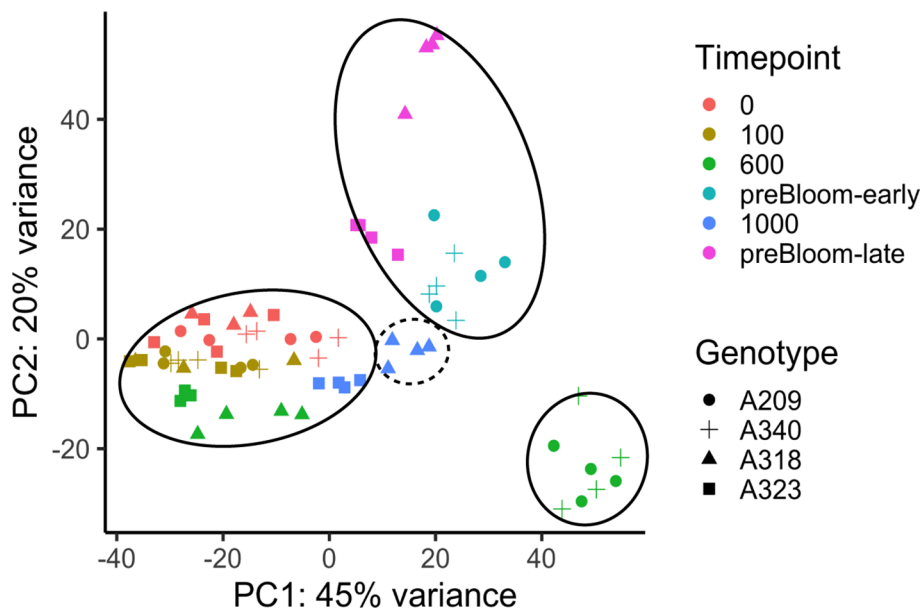 Timepoint
0
100
600
preBloom-early
1000
preBloom-late
Genotype
A209
A340
A318
A323
PC2: 20% variance
40
20
0
-20
-40
-20
0
20
40
PC1: 45% variance